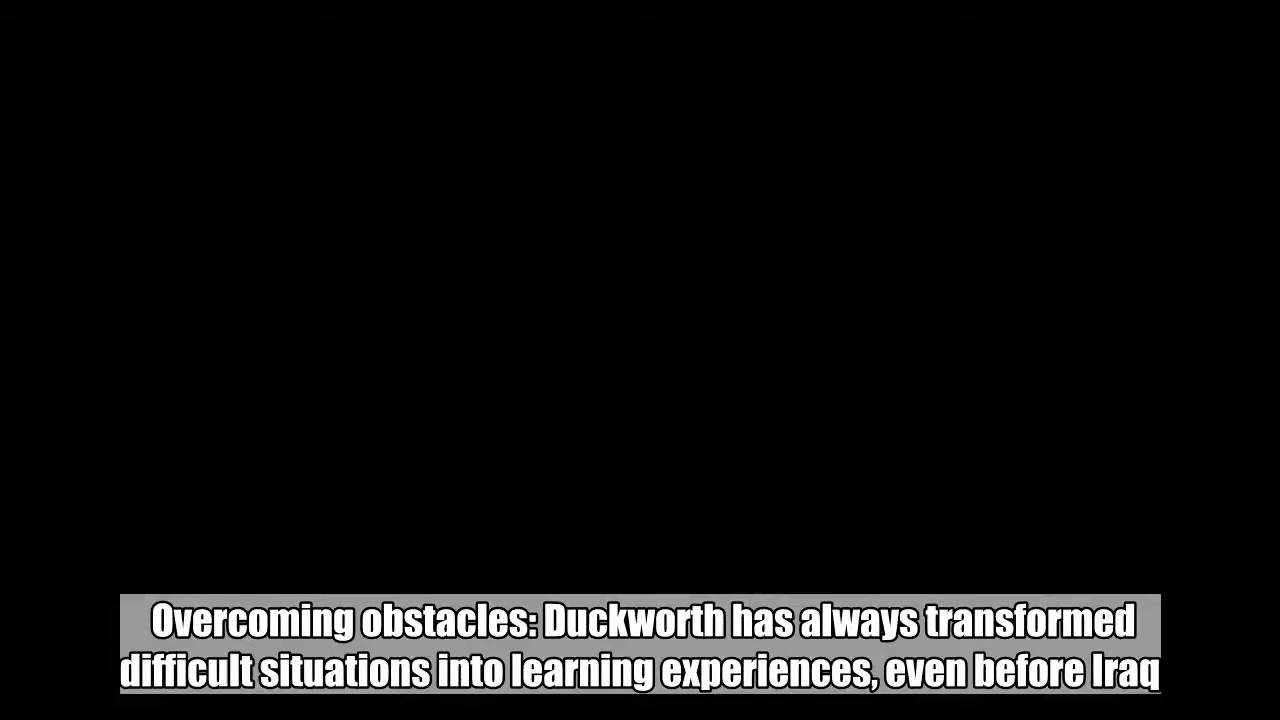 Overcoming obstacles: Duckworth has always transformed
difficult situations into learning experiences, even before Iraq